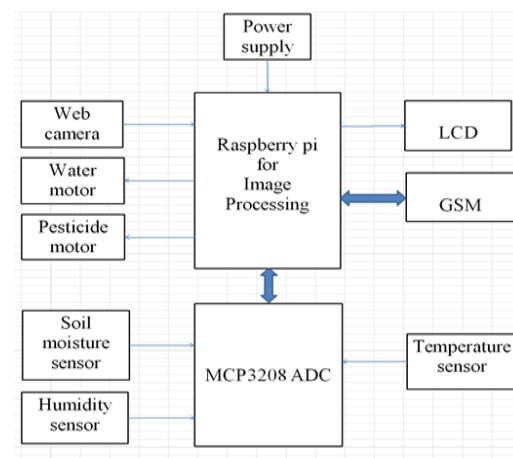 Power
supply
Web
camera
Water
motor
Pesticide
motor
Raspberry pi
for
Image
Processing
LCD
GSM
Soil
moisture
sensor
Humidity
sensor
MCP3208 ADC
Temperature
sensor